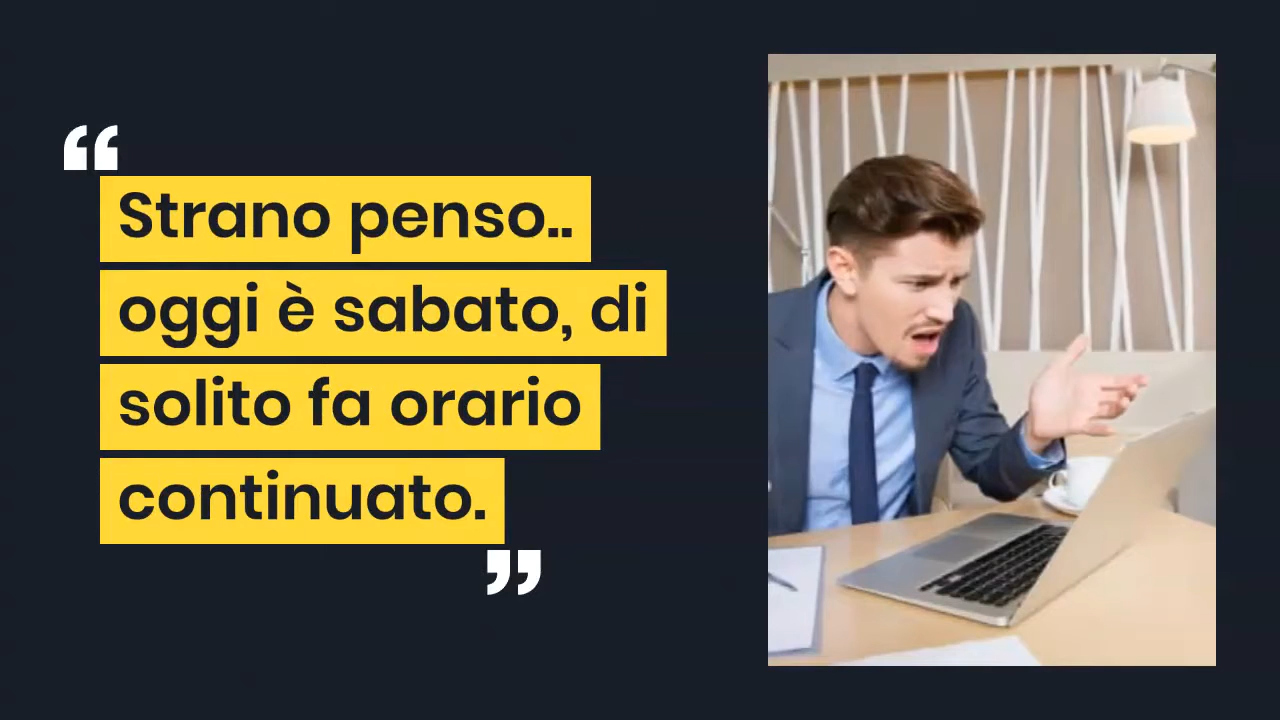 “
Strano penso..
oggi è sabato, di
solito fa orario
continuato.
”